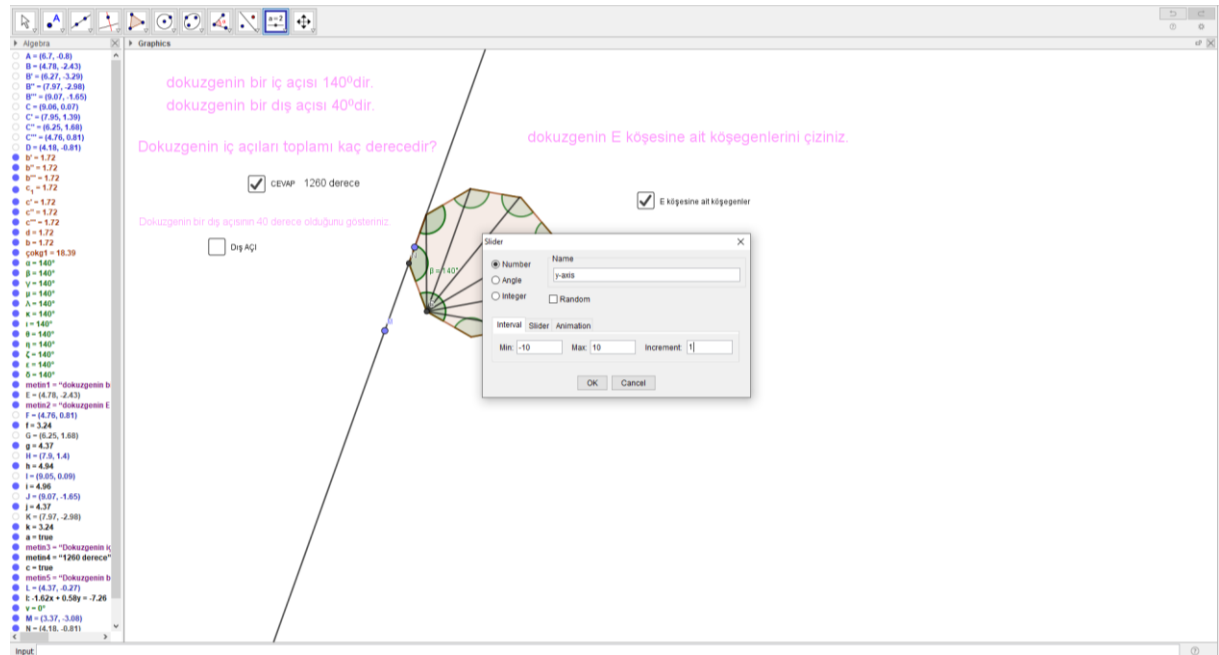 a=2
Algebra
Graphics
A = (6.7, -0.8)
B = (4.78, -2.43)
B' = (6.27, -3.29)
B'' = (7.97, -2.98)
B''' = (9.07, -1.65)
C = (9.06, 0.07)
C' = (7.95, 1.39)
C'' = (6.25, 1.68)
C''' = (4.76, 0.81)
D = (4.18, -0.81)
b' = 1.72
b'' = 1.72
b''' = 1.72
c₁ = 1.72
c' = 1.72
c'' = 1.72
c''' = 1.72
d = 1.72
b = 1.72
çokg1 = 18.39
α = 140°
β = 140°
γ = 140°
μ = 140°
λ = 140°
κ = 140°
ι = 140°
θ = 140°
η = 140°
ζ = 140°
ε = 140°
δ = 140°
metin1 = "dokuzgenin b
E = (4.78, -2.43)
metin2 = "dokuzgenin E
F = (4.76, 0.81)
f = 3.24
G = (6.25, 1.68)
g = 4.37
H = (7.9, 1.4)
h = 4.94
I = (9.05, 0.09)
i = 4.96
J = (9.07, -1.65)
j = 4.37
K = (7.97, -2.98)
k = 3.24
a = true
metin3 = "Dokuzgenin iç
metin4 = "1260 derece"
c = true
metin5 = "Dokuzgenin b
L = (4.37, -0.27)
l: -1.62x + 0.58y = -7.26
ν = 0°
M = (3.37, -3.08)
N = (4.18, -0.81)
dokuzgenin bir iç açısı 140ºdir.
dokuzgenin bir dış açısı 40ºdir.
Dokuzgenin iç açıları toplamı kaç derecedir?
CEVAP 1260 derece
Dokuzgenin bir dış açısının 40 derece olduğunu gösteriniz.
Dış AÇI
dokuzgenin E köşesine ait köşegenlerini çiziniz.
E köşesine ait köşegenler
β = 140°
Slider
Number
Angle
Integer
Name
y-axis
Random
Interval Slider Animation
Min: -10 Max: 10 Increment: 1
OK Cancel
Input: